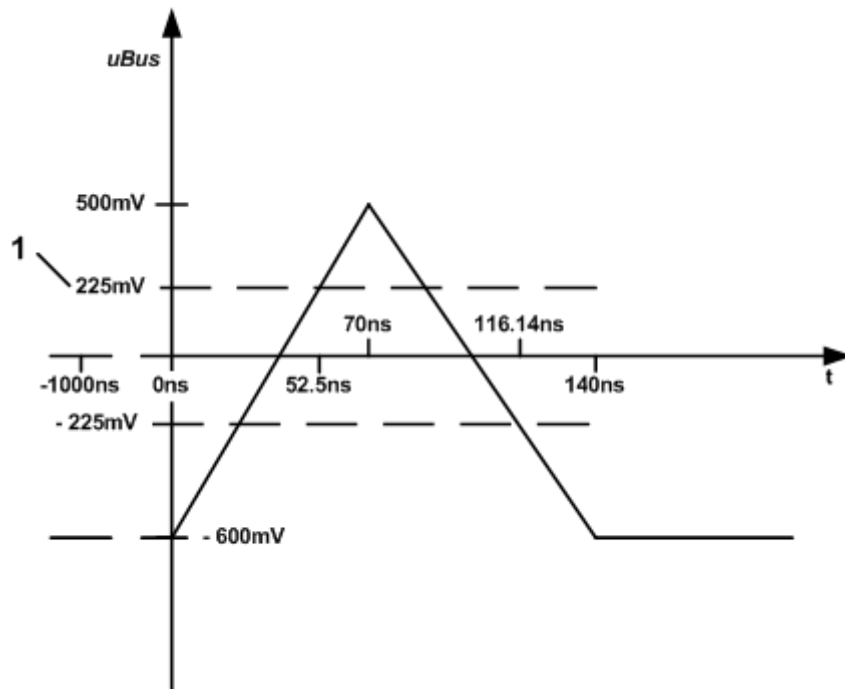 uBus
500mV
1
225mV
70ns
116.14ns
-1000ns
0ns
52.5ns
140ns
t
- 225mV
- 600mV